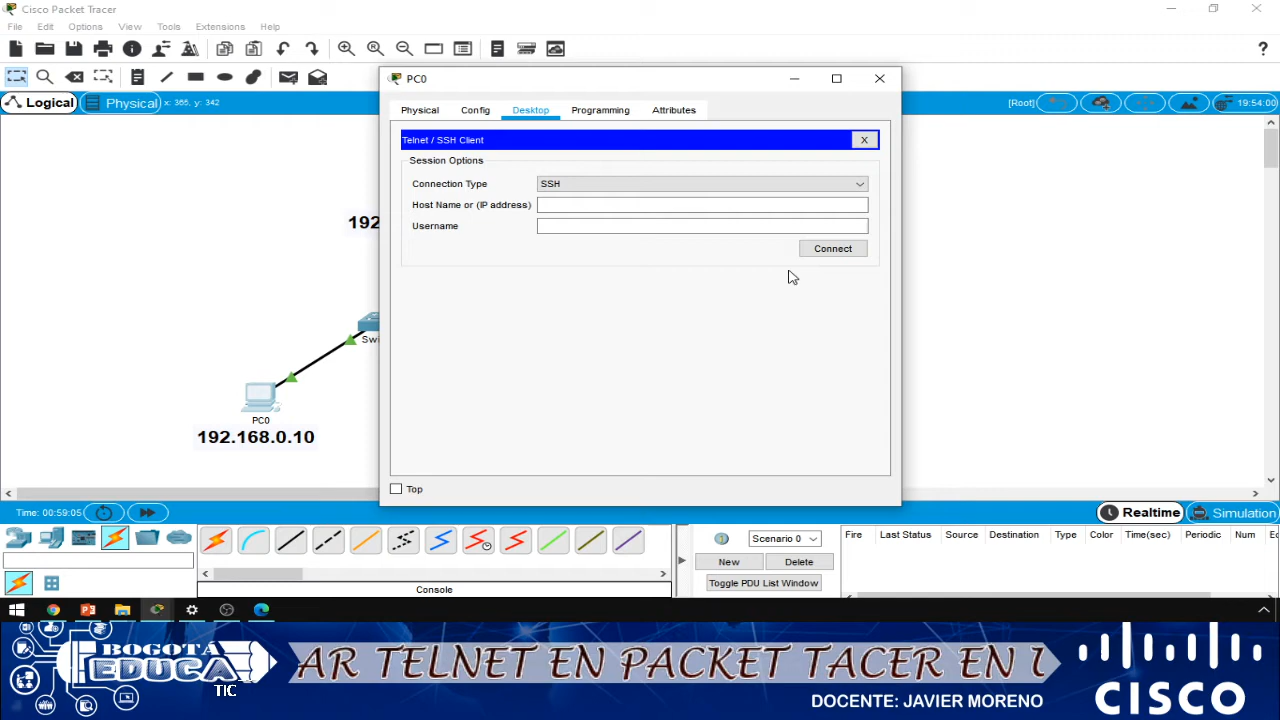 Cisco Packet Tracer
File Edit Options View Tools Extensions Help
Logical Physical x: 365, y: 342 [Root] 19:54:00
PC0
Physical Config Desktop Programming Attributes
Telnet / SSH Client X
Session Options
Connection Type SSH
Host Name or (IP address)
Username
Connect
192
Swi
PC0
192.168.0.10
Top
Time: 00:59:05 Realtime Simulation
Scenario 0
New Delete
Toggle PDU List Window
Fire Last Status Source Destination Type Color Time(sec) Periodic Num Ec
Console
BOGOTA
EDUCA
TIC
AR TELNET EN PACKET TACER EN U
DOCENTE: JAVIER MORENO
CISCO